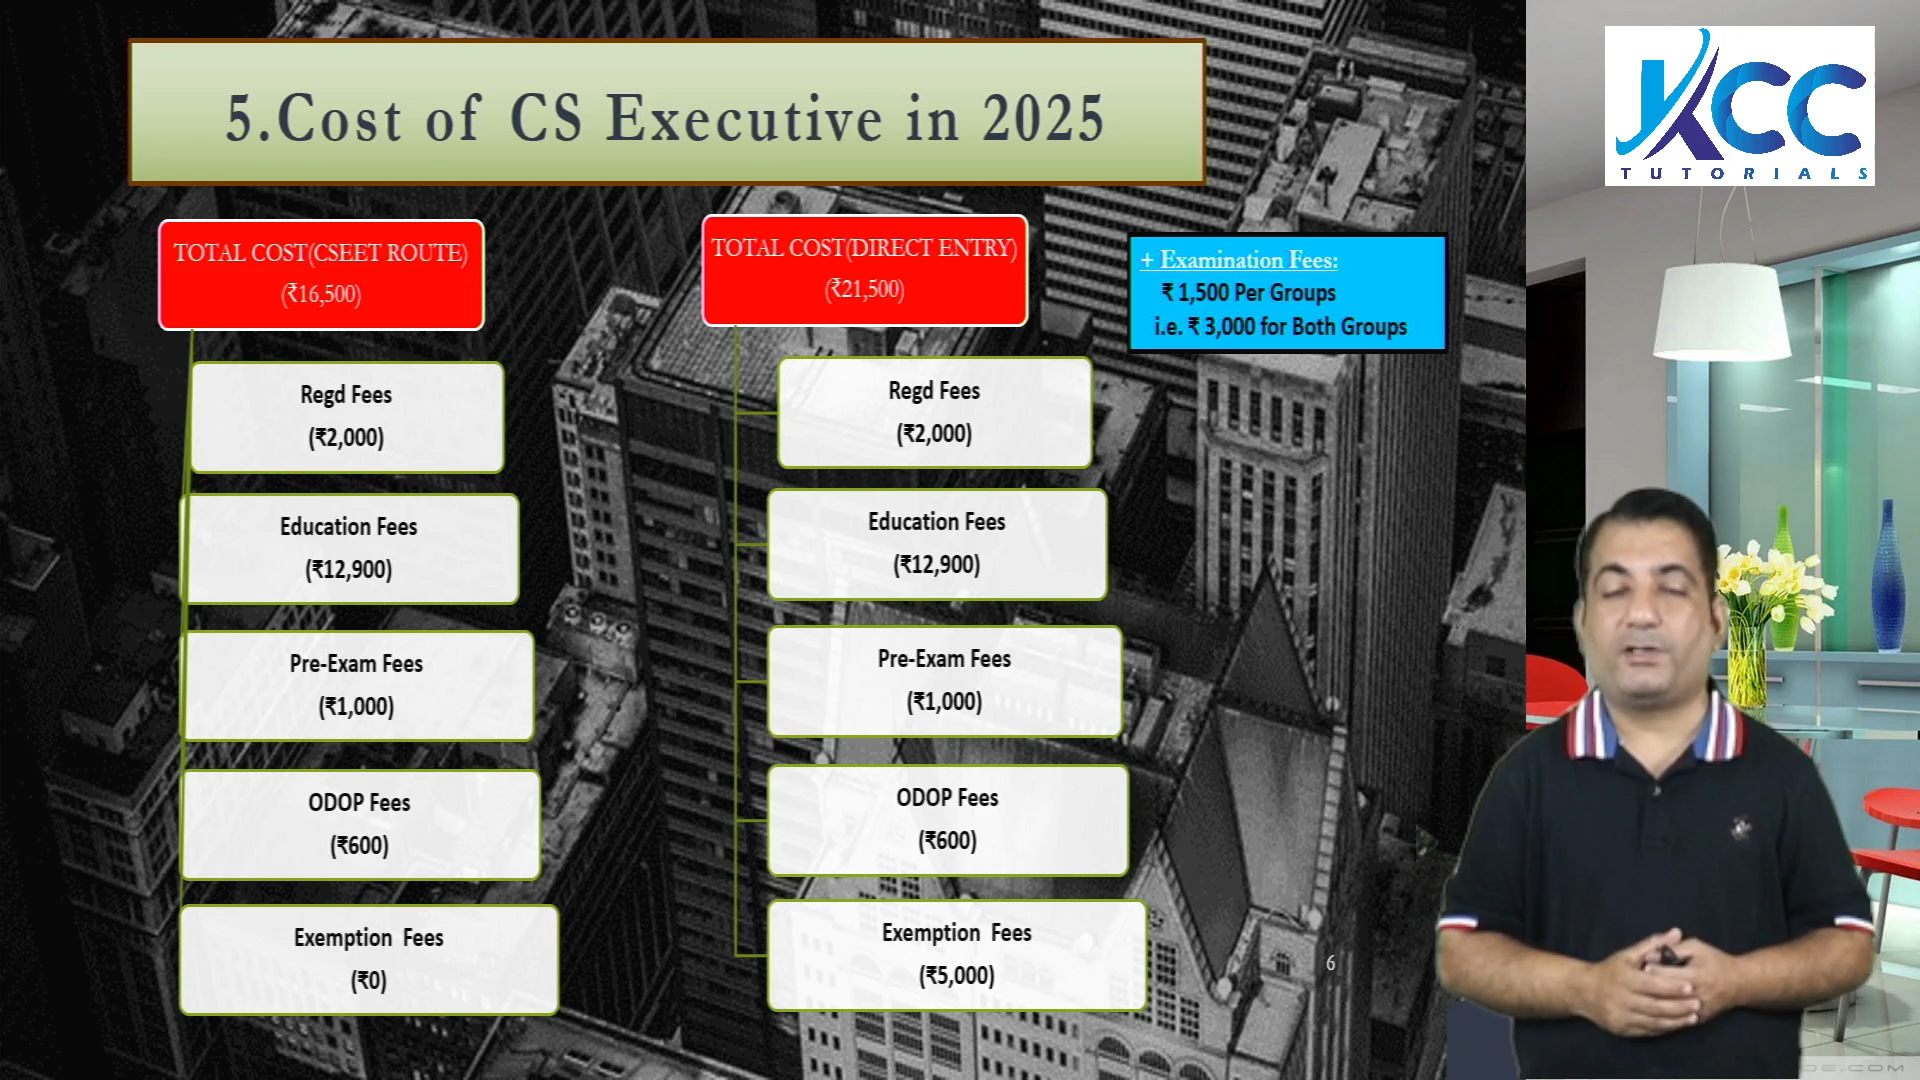 5.Cost of CS Executive in 2025
KCC
TUTORIALS
TOTAL COST(CSEET ROUTE)
(₹16,500)
Regd Fees
(₹2,000)
Education Fees
(₹12,900)
Pre-Exam Fees
(₹1,000)
ODOP Fees
(₹600)
Exemption Fees
(₹0)
TOTAL COST(DIRECT ENTRY)
(₹21,500)
Regd Fees
(₹2,000)
Education Fees
(₹12,900)
Pre-Exam Fees
(₹1,000)
ODOP Fees
(₹600)
Exemption Fees
(₹5,000)
+ Examination Fees:
₹ 1,500 Per Groups
i.e. ₹ 3,000 for Both Groups
6